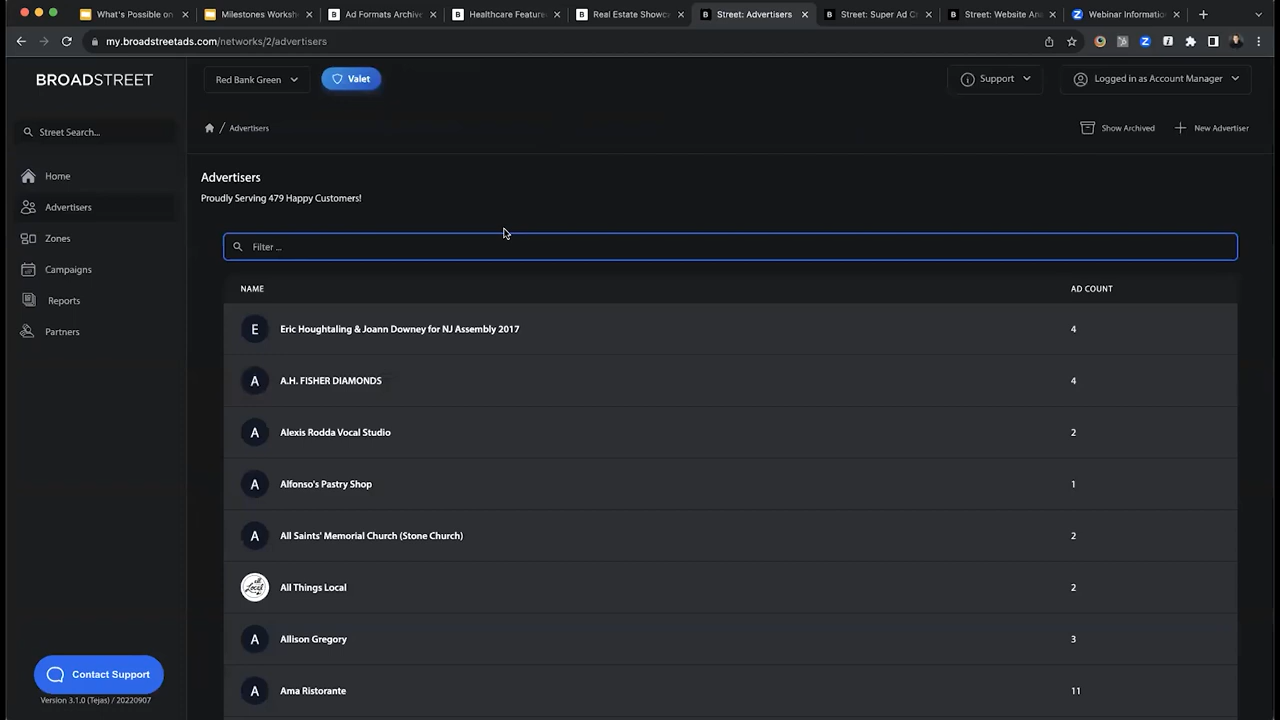 What's Possible on
Milestones Worksh
B Ad Formats Archive
B Healthcare Feature
B Real Estate Showc
B Street: Advertisers
B Street: Super Ad C
B Street: Website An
Z Webinar Information
my.broadstreetads.com/networks/2/advertisers
BROADSTREET
Red Bank Green
Valet
Support
Logged in as Account Manager
Street Search...
Home
Advertisers
Zones
Campaigns
Reports
Partners
/ Advertisers
Show Archived
New Advertiser
Advertisers
Proudly Serving 479 Happy Customers!
Filter ...
NAME AD COUNT
E Eric Houghtaling & Joann Downey for NJ Assembly 2017 4
A A.H. FISHER DIAMONDS 4
A Alexis Rodda Vocal Studio 2
A Alfonso's Pastry Shop 1
A All Saints' Memorial Church (Stone Church) 2
All Things Local 2
A Allison Gregory 3
A Ama Ristorante 11
Contact Support
Version 3.1.0 (Tejas) / 20220907